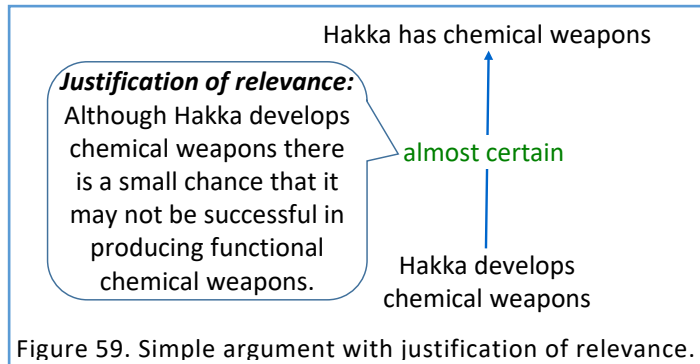 Hakka has chemical weapons
Justification of relevance:
Although Hakka develops
chemical weapons there
is a small chance that it
may not be successful in
producing functional
chemical weapons.
almost certain
Hakka develops
chemical weapons
Figure 59. Simple argument with justification of relevance.